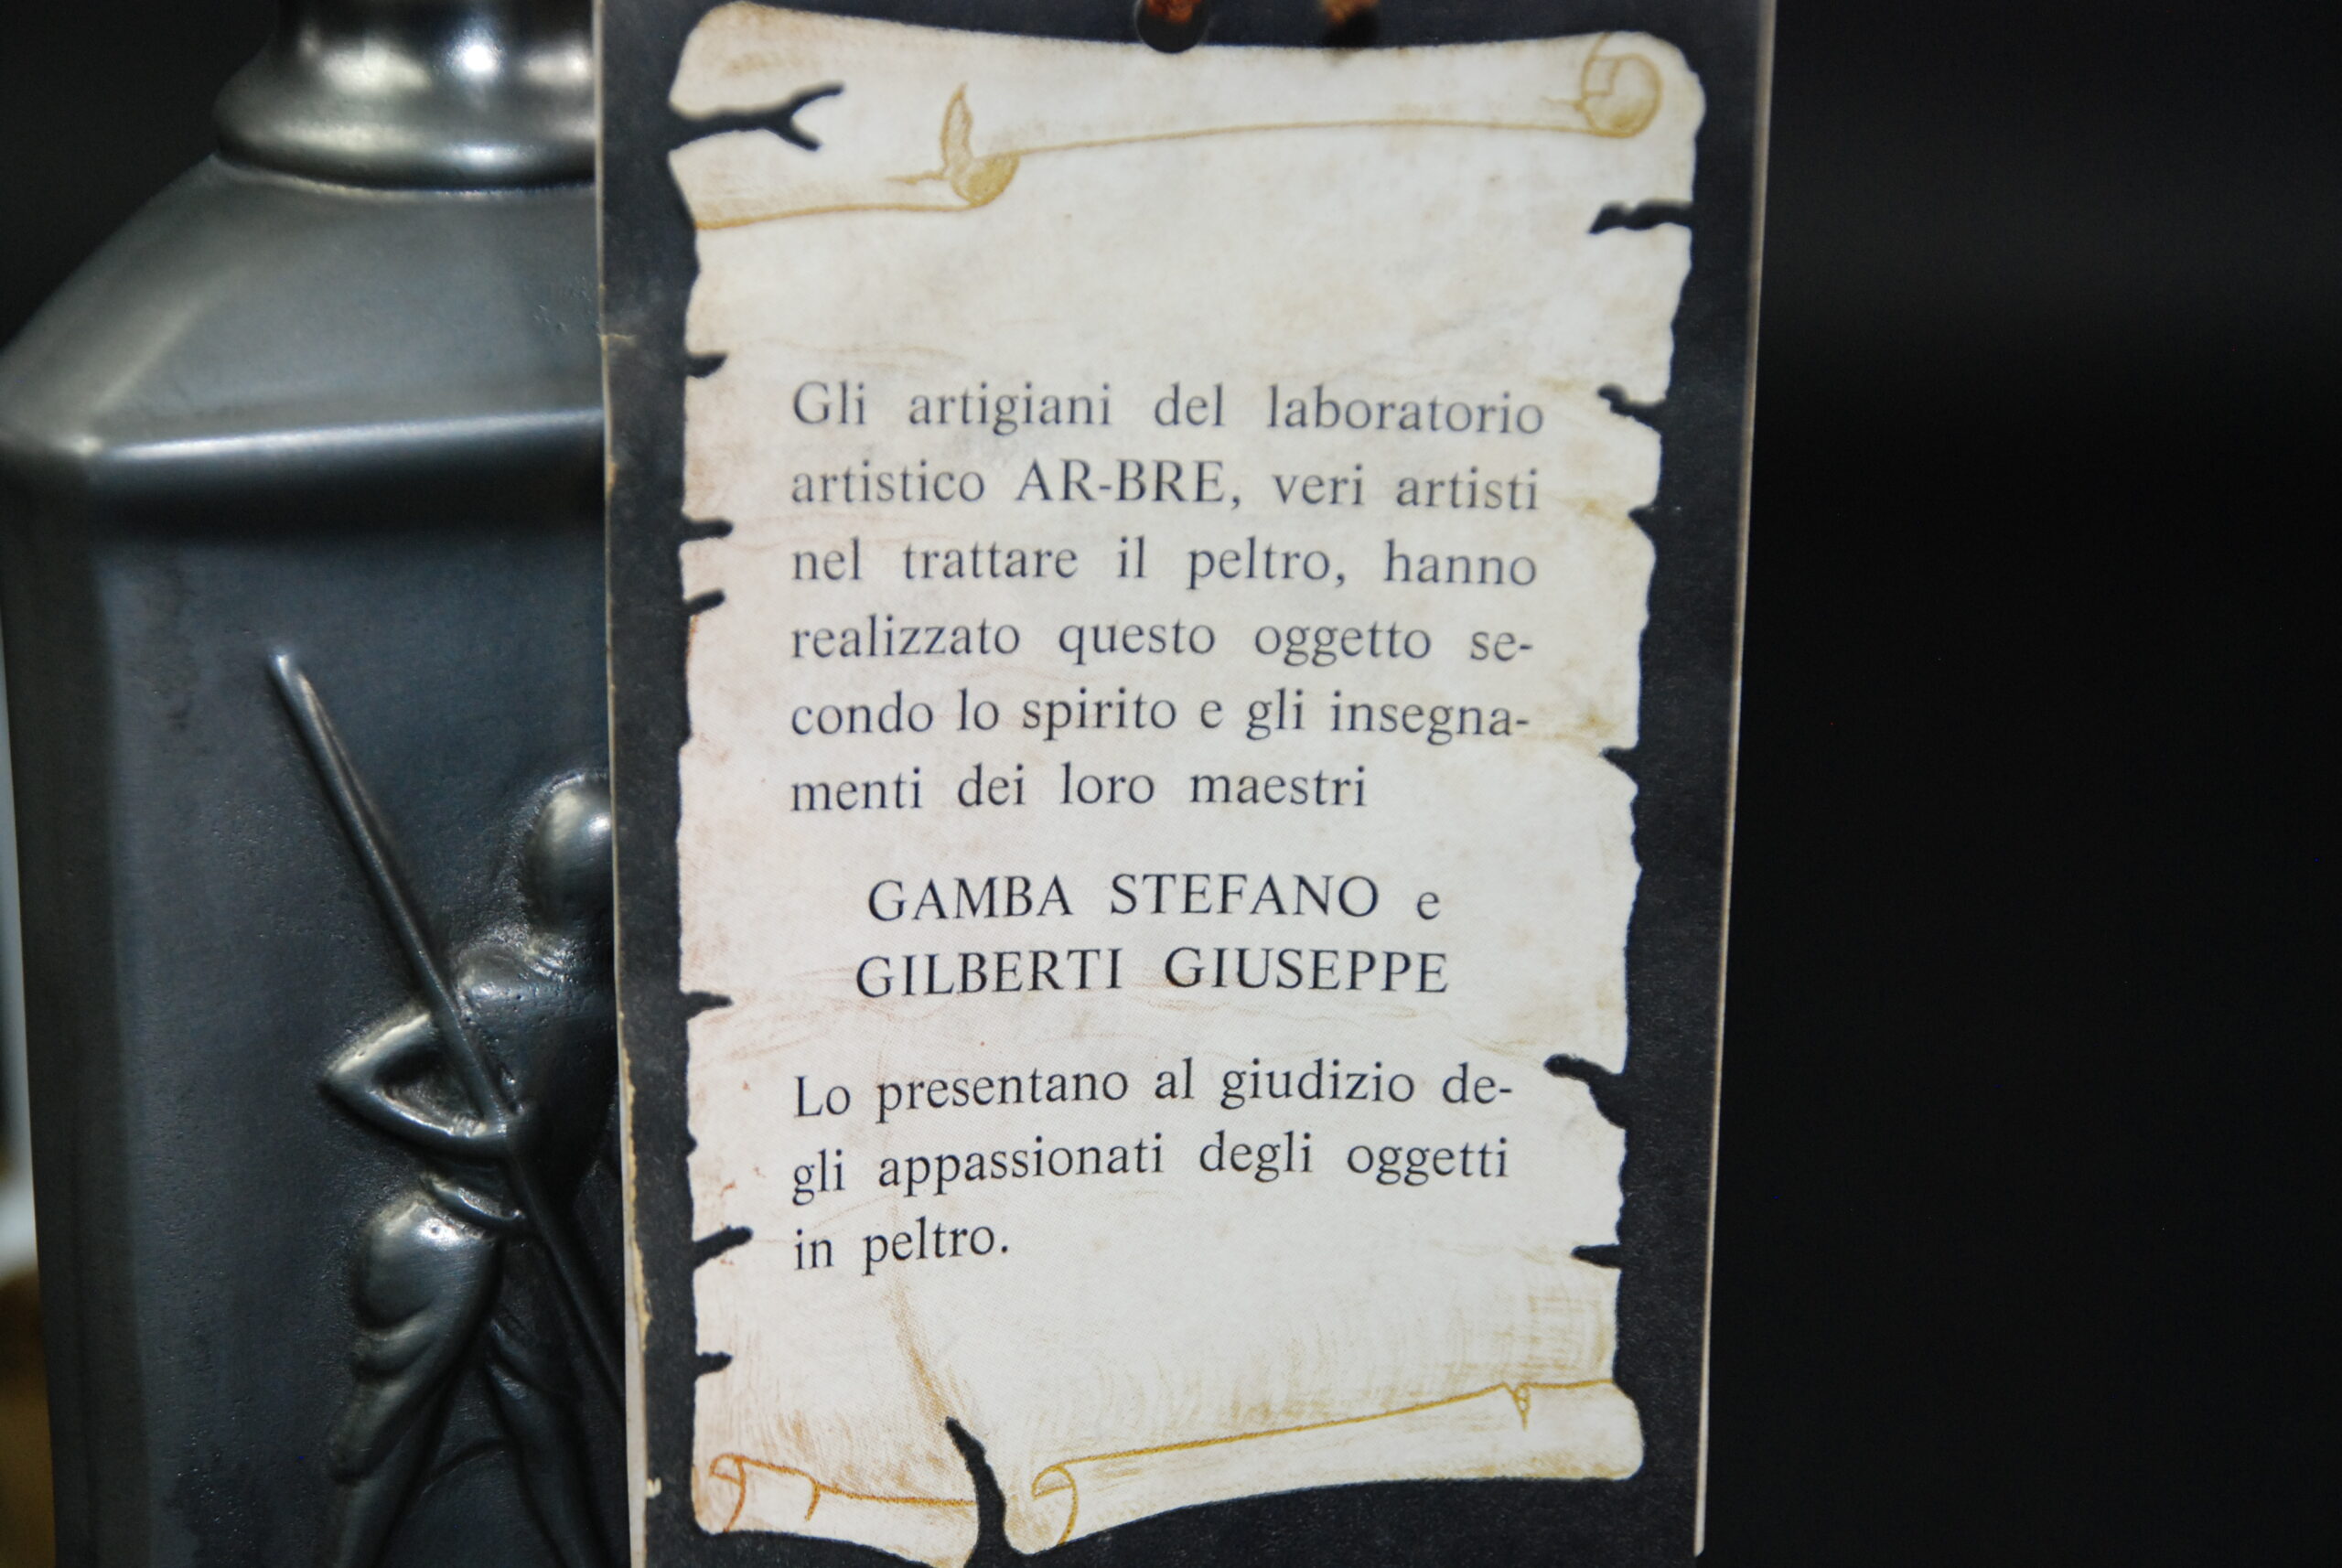 Gli artigiani del laboratorio
artistico AR-BRE, veri artisti
nel trattare il peltro, hanno
realizzato questo oggetto se-
condo lo spirito e gli insegna-
menti dei loro maestri
GAMBA STEFANO e
GILBERTI GIUSEPPE
Lo presentano al giudizio de-
gli appassionati degli oggetti
in peltro.